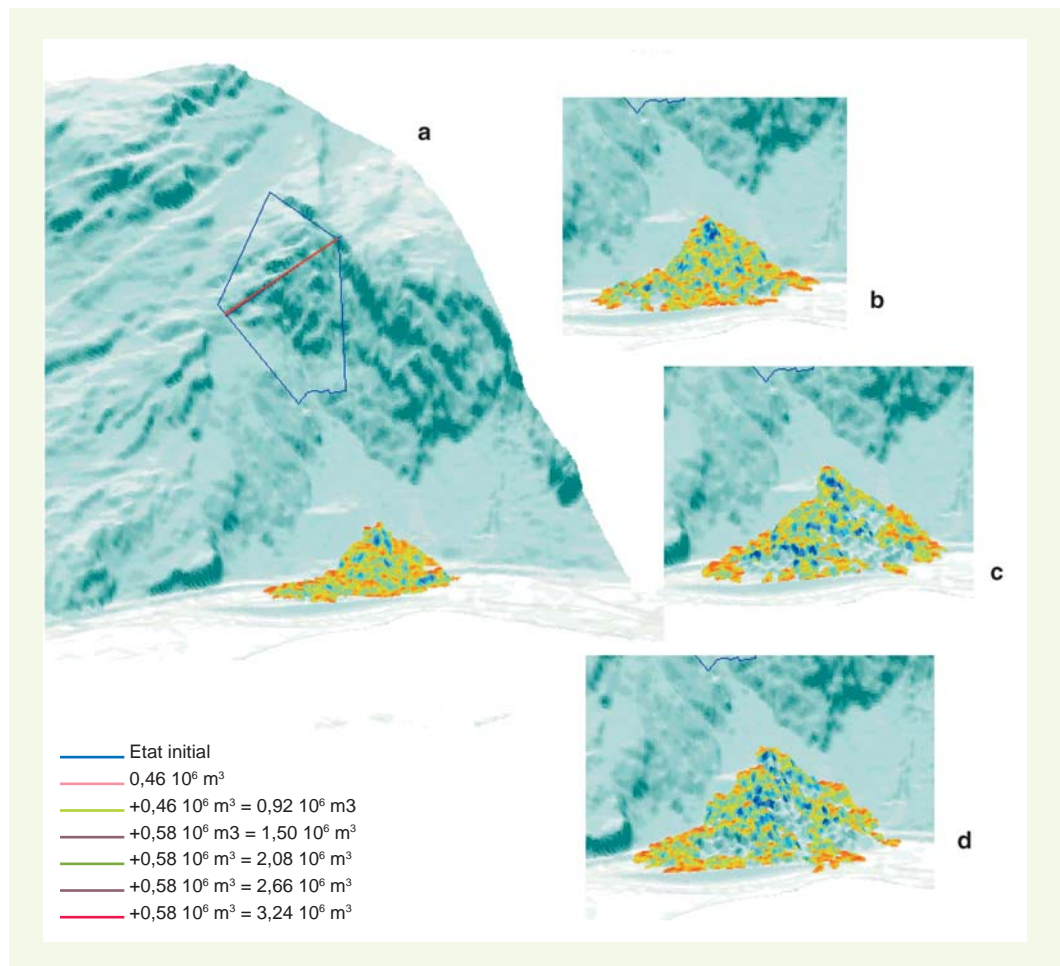 a
b
c
d
Etat initial
0,46 10⁶ m³
+0,46 10⁶ m³ = 0,92 10⁶ m3
+0,58 10⁶ m3 = 1,50 10⁶ m³
+0,58 10⁶ m³ = 2,08 10⁶ m³
+0,58 10⁶ m³ = 2,66 10⁶ m³
+0,58 10⁶ m³ = 3,24 10⁶ m³